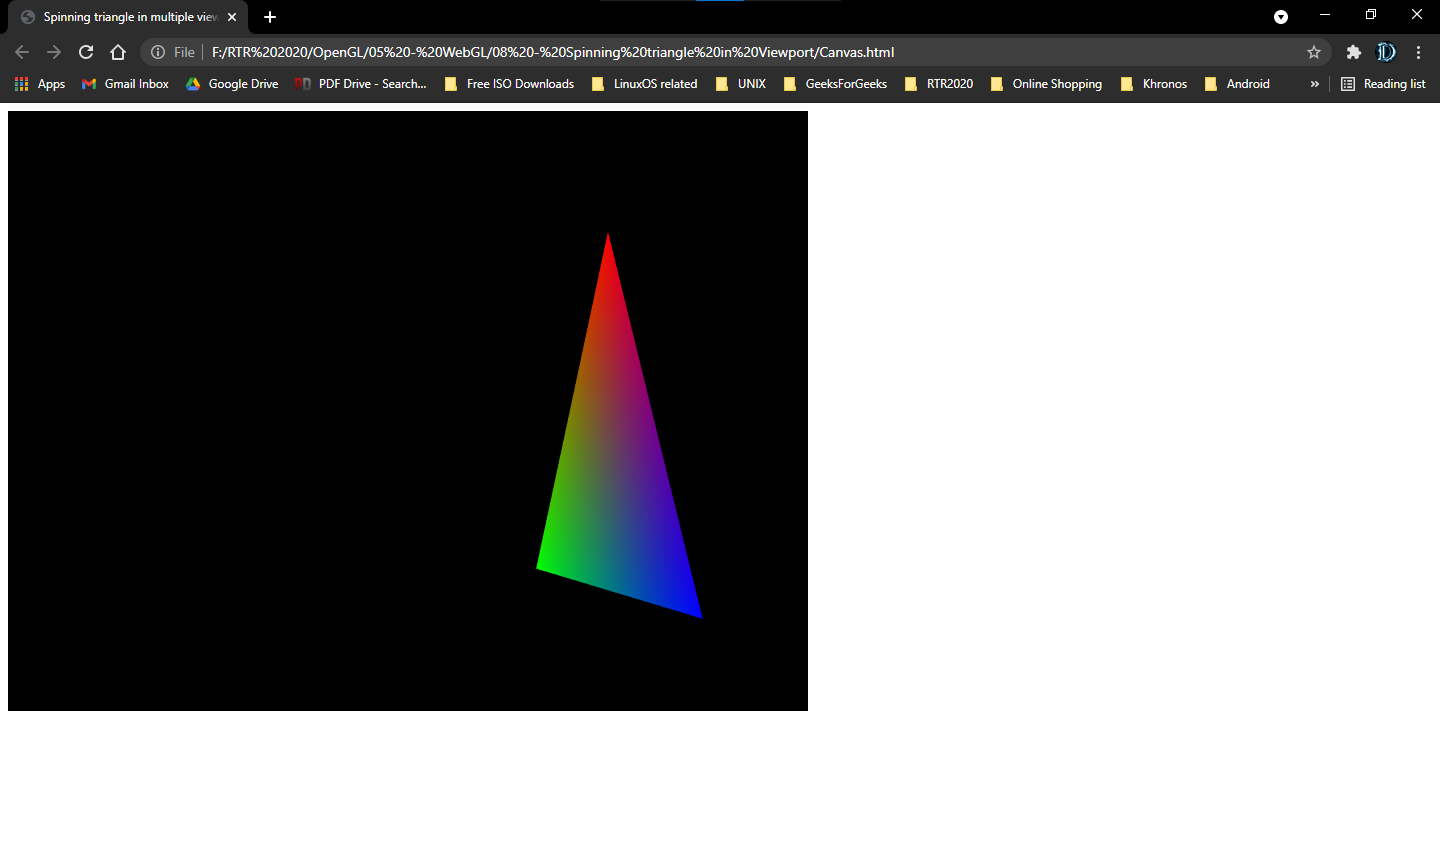 Spinning triangle in multiple view
File F:/RTR%202020/OpenGL/05%20-%20WebGL/08%20-%20Spinning%20triangle%20in%20Viewport/Canvas.html
Apps Gmail Inbox Google Drive PDF Drive - Search... Free ISO Downloads LinuxOS related UNIX GeeksForGeeks RTR2020 Online Shopping Khronos Android » Reading list